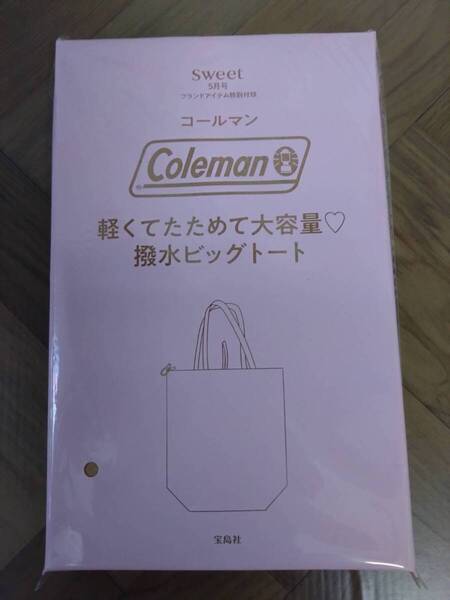 sweet
5月号
ブランドアイテム特別付録
コールマン
Coleman
軽くてたためて大容量♡
撥水ビッグトート
宝島社